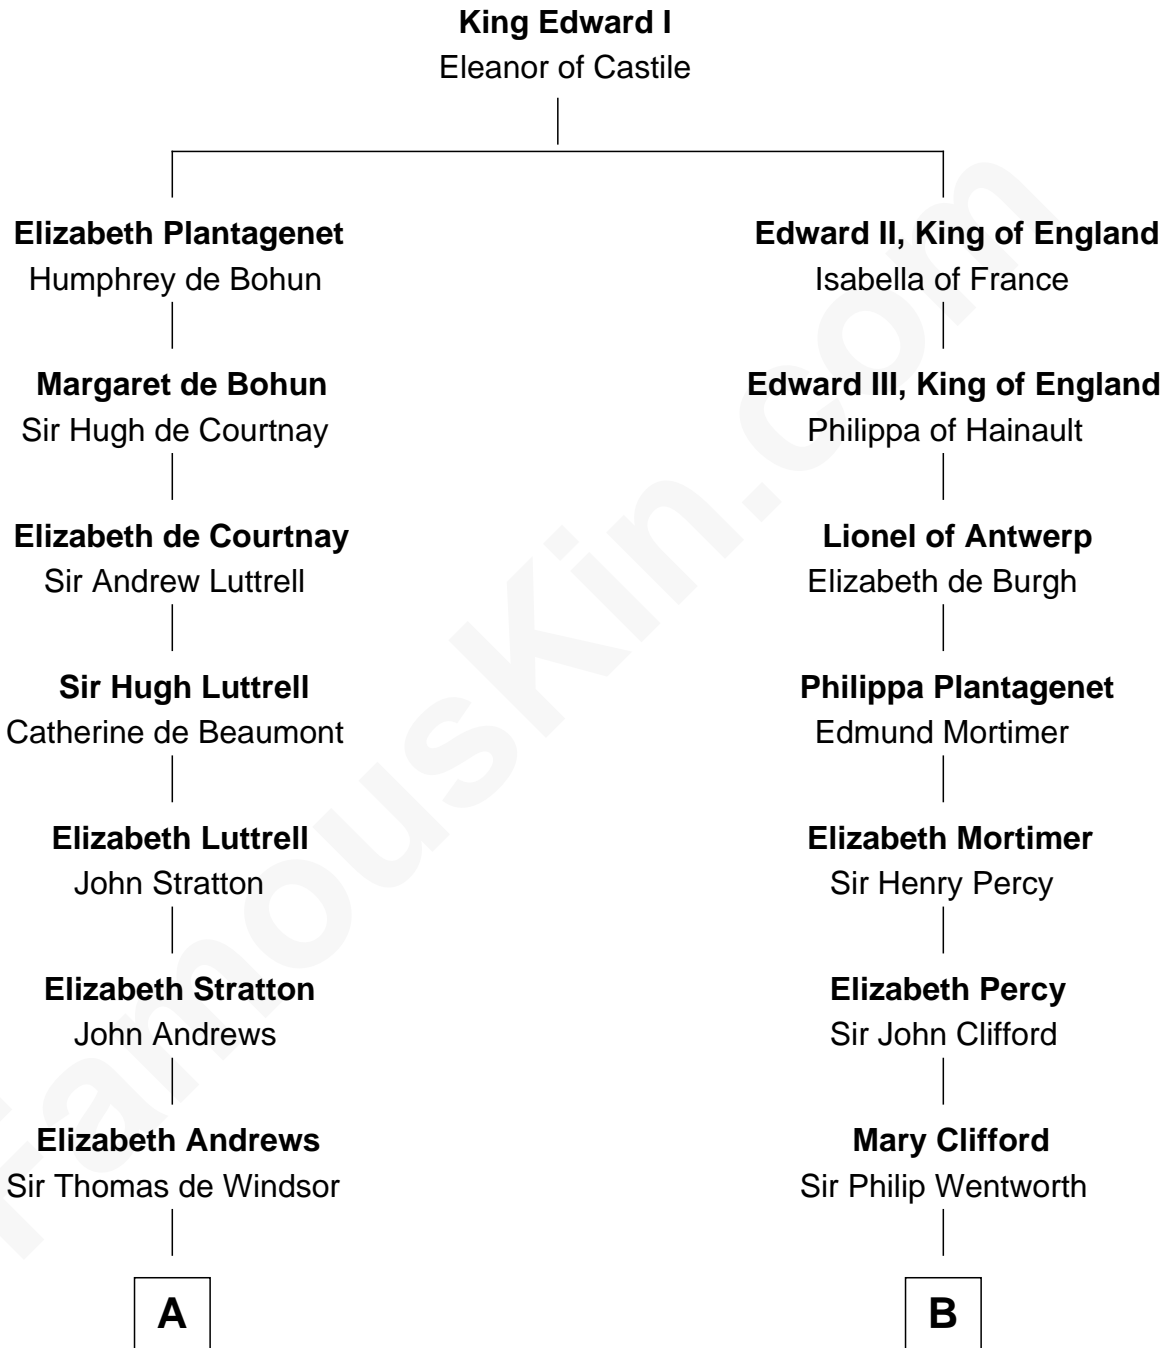 King Edward I
Eleanor of Castile
Elizabeth Plantagenet
Humphrey de Bohun
Margaret de Bohun
Sir Hugh de Courtnay
Elizabeth de Courtnay
Sir Andrew Luttrell
Sir Hugh Luttrell
Catherine de Beaumont
Elizabeth Luttrell
John Stratton
Elizabeth Stratton
John Andrews
Elizabeth Andrews
Sir Thomas de Windsor
A
Edward II, King of England
Isabella of France
Edward III, King of England
Philippa of Hainault
Lionel of Antwerp
Elizabeth de Burgh
Philippa Plantagenet
Edmund Mortimer
Elizabeth Mortimer
Sir Henry Percy
Elizabeth Percy
Sir John Clifford
Mary Clifford
Sir Philip Wentworth
B
FamousKin.com